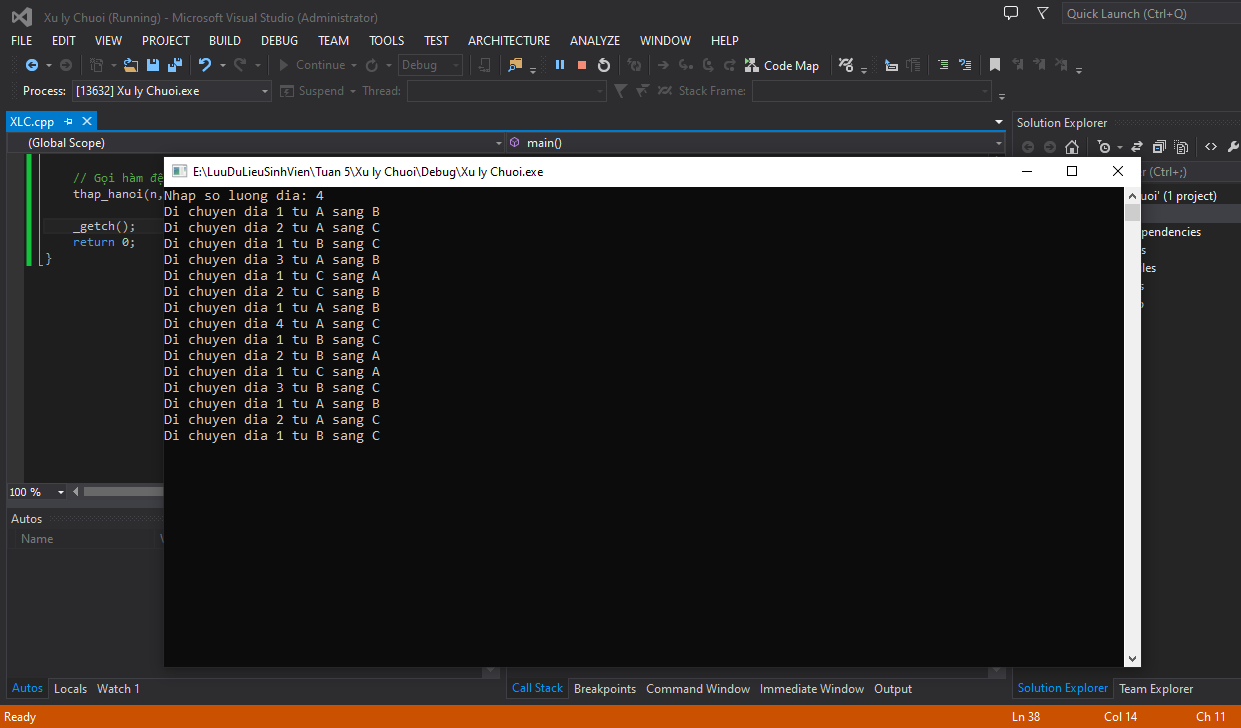 Xu ly Chuoi (Running) - Microsoft Visual Studio (Administrator)
Quick Launch (Ctrl+Q)
FILE EDIT VIEW PROJECT BUILD DEBUG TEAM TOOLS TEST ARCHITECTURE ANALYZE WINDOW HELP
Continue Debug Code Map
Process: [13632] Xu ly Chuoi.exe Suspend Thread: Stack Frame:
XLC.cpp
Solution Explorer
(Global Scope) main()
// Gọi hàm đệ
thap_hanoi(n,
_getch();
return 0;
}
E:\LuuDuLieuSinhVien\Tuan 5\Xu ly Chuoi\Debug\Xu ly Chuoi.exe
Nhap so luong dia: 4
Di chuyen dia 1 tu A sang B
Di chuyen dia 2 tu A sang C
Di chuyen dia 1 tu B sang C
Di chuyen dia 3 tu A sang B
Di chuyen dia 1 tu C sang A
Di chuyen dia 2 tu C sang B
Di chuyen dia 1 tu A sang B
Di chuyen dia 4 tu A sang C
Di chuyen dia 1 tu B sang C
Di chuyen dia 2 tu B sang A
Di chuyen dia 1 tu C sang A
Di chuyen dia 3 tu B sang C
Di chuyen dia 1 tu A sang B
Di chuyen dia 2 tu A sang C
Di chuyen dia 1 tu B sang C
r (Ctrl+;)
uoi' (1 project)
pendencies
s
les
100 %
Autos
Name
Autos Locals Watch 1
Call Stack Breakpoints Command Window Immediate Window Output
Solution Explorer Team Explorer
Ready
Ln 38 Col 14 Ch 11